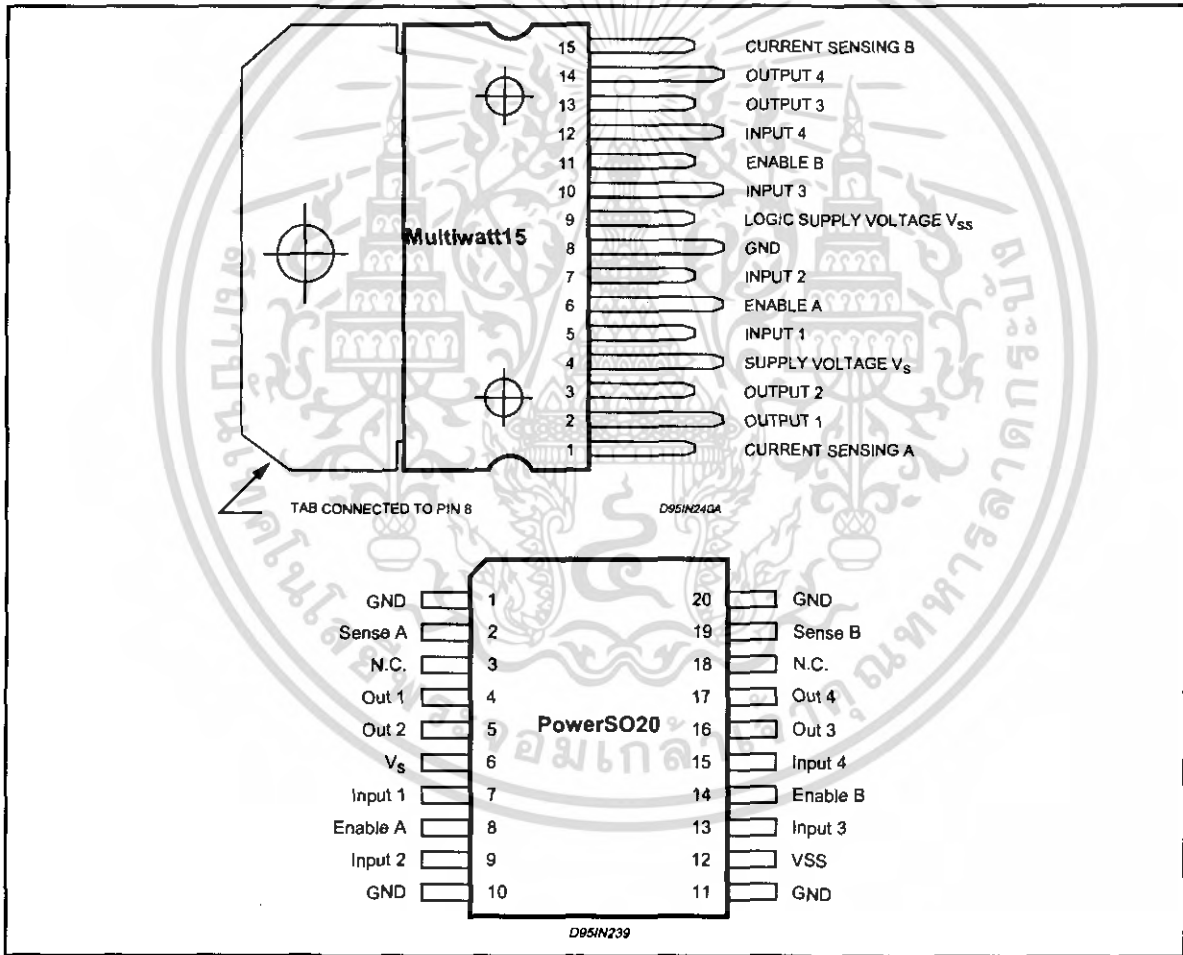 15 CURRENT SENSING B
14 OUTPUT 4
13 OUTPUT 3
12 INPUT 4
11 ENABLE B
10 INPUT 3
9 LOGIC SUPPLY VOLTAGE VSS
Multiwatt15
8 GND
7 INPUT 2
6 ENABLE A
5 INPUT 1
4 SUPPLY VOLTAGE VS
3 OUTPUT 2
2 OUTPUT 1
1 CURRENT SENSING A
TAB CONNECTED TO PIN 8
D95IN240A
GND 1 20 GND
Sense A 2 19 Sense B
N.C. 3 18 N.C.
Out 1 4 17 Out 4
Out 2 5 PowerSO20 16 Out 3
VS 6 15 Input 4
Input 1 7 14 Enable B
Enable A 8 13 Input 3
Input 2 9 12 VSS
GND 10 11 GND
D95IN239